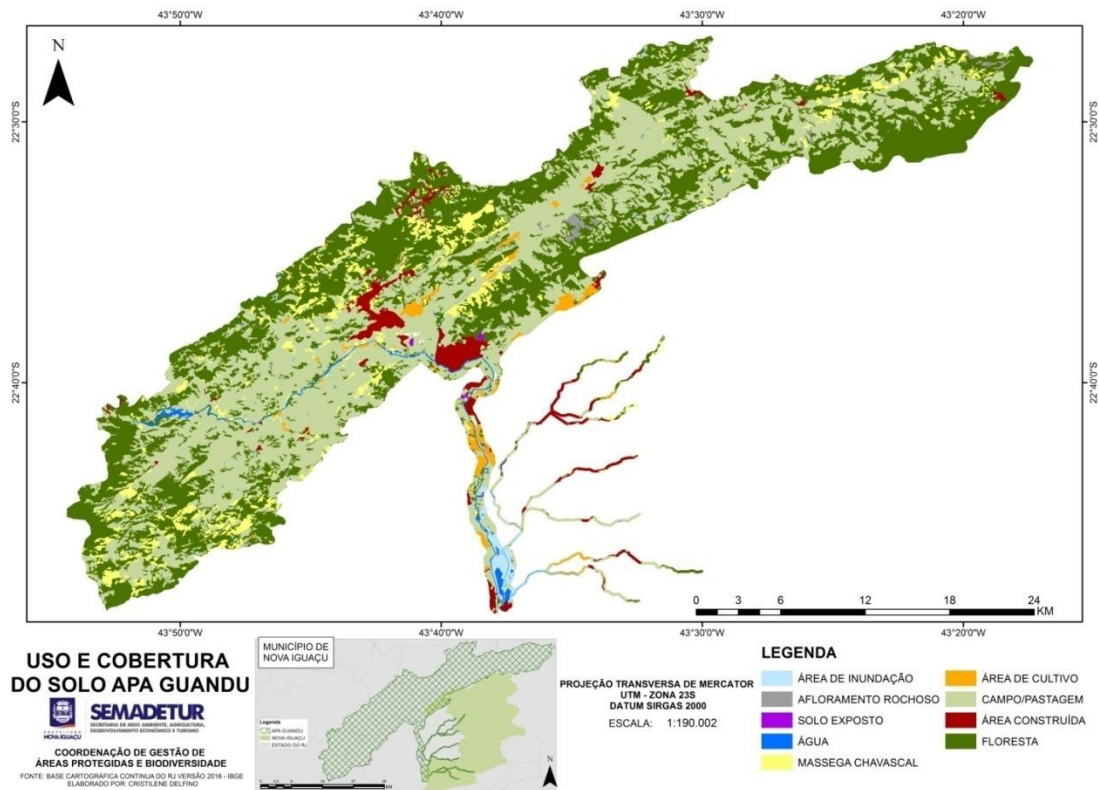 43°50'0"W
43°40'0"W
43°30'0"W
43°20'0"W
N
22°30'0"S
22°30'0"S
22°40'0"S
22°40'0"S
0 3 6 12 18 24
KM
43°50'0"W
43°40'0"W
43°30'0"W
43°20'0"W
USO E COBERTURA
DO SOLO APA GUANDU
PREFEITURA
NOVA IGUAÇU
SEMADETUR
SECRETARIA DE MEIO AMBIENTE, AGRICULTURA,
DESENVOLVIMENTO ECONÔMICO E TURISMO
COORDENAÇÃO DE GESTÃO DE
ÁREAS PROTEGIDAS E BIODIVERSIDADE
FONTE: BASE CARTOGRÁFICA CONTINUA DO RJ VERSÃO 2018 - IBGE
ELABORADO POR: CRISTILENE DELFINO
MUNICÍPIO DE
NOVA IGUAÇU
Legenda
APA GUANDU
NOVA IGUAÇU
ESTADO DO RJ
N
PROJEÇÃO TRANSVERSA DE MERCATOR
UTM - ZONA 23S
DATUM SIRGAS 2000
ESCALA: 1:190.002
LEGENDA
ÁREA DE INUNDAÇÃO
AFLORAMENTO ROCHOSO
SOLO EXPOSTO
ÁGUA
MASSEGA CHAVASCAL
ÁREA DE CULTIVO
CAMPO/PASTAGEM
ÁREA CONSTRUÍDA
FLORESTA